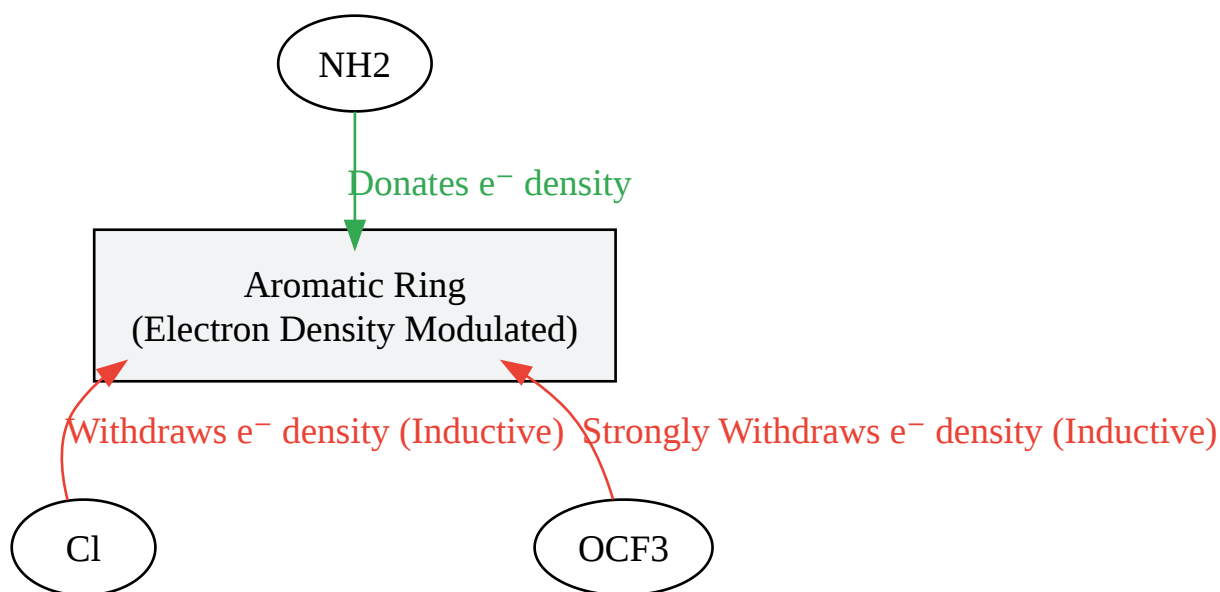 NH2
Donates e⁻ density
Aromatic Ring
(Electron Density Modulated)
Withdraws e⁻ density (Inductive)
Strongly Withdraws e⁻ density (Inductive)
Cl
OCF3